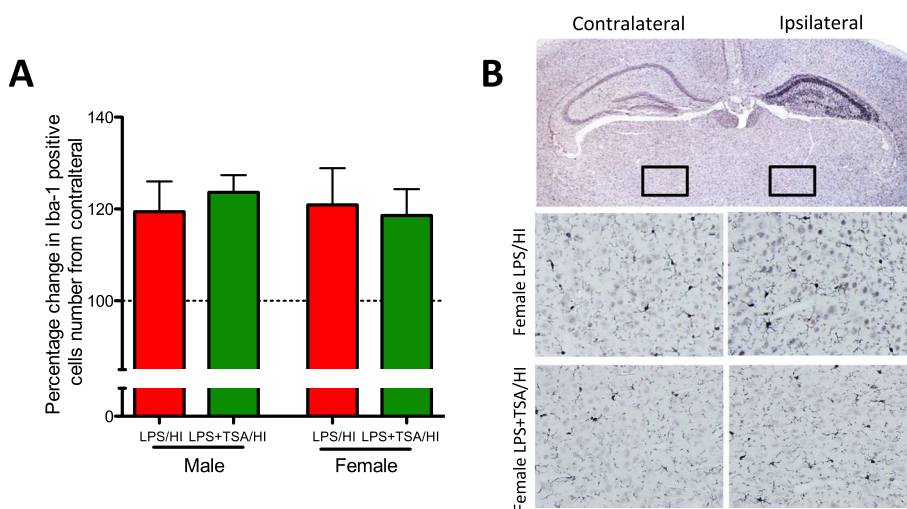 A
Percentage change in Iba-1 positive
cells number from contralteral
140
120
100
0
LPS/HI
LPS+TSA/HI
LPS/HI
LPS+TSA/HI
Male
Female
B
Contralateral
Ipsilateral
Female LPS/HI
Female LPS+TSA/HI